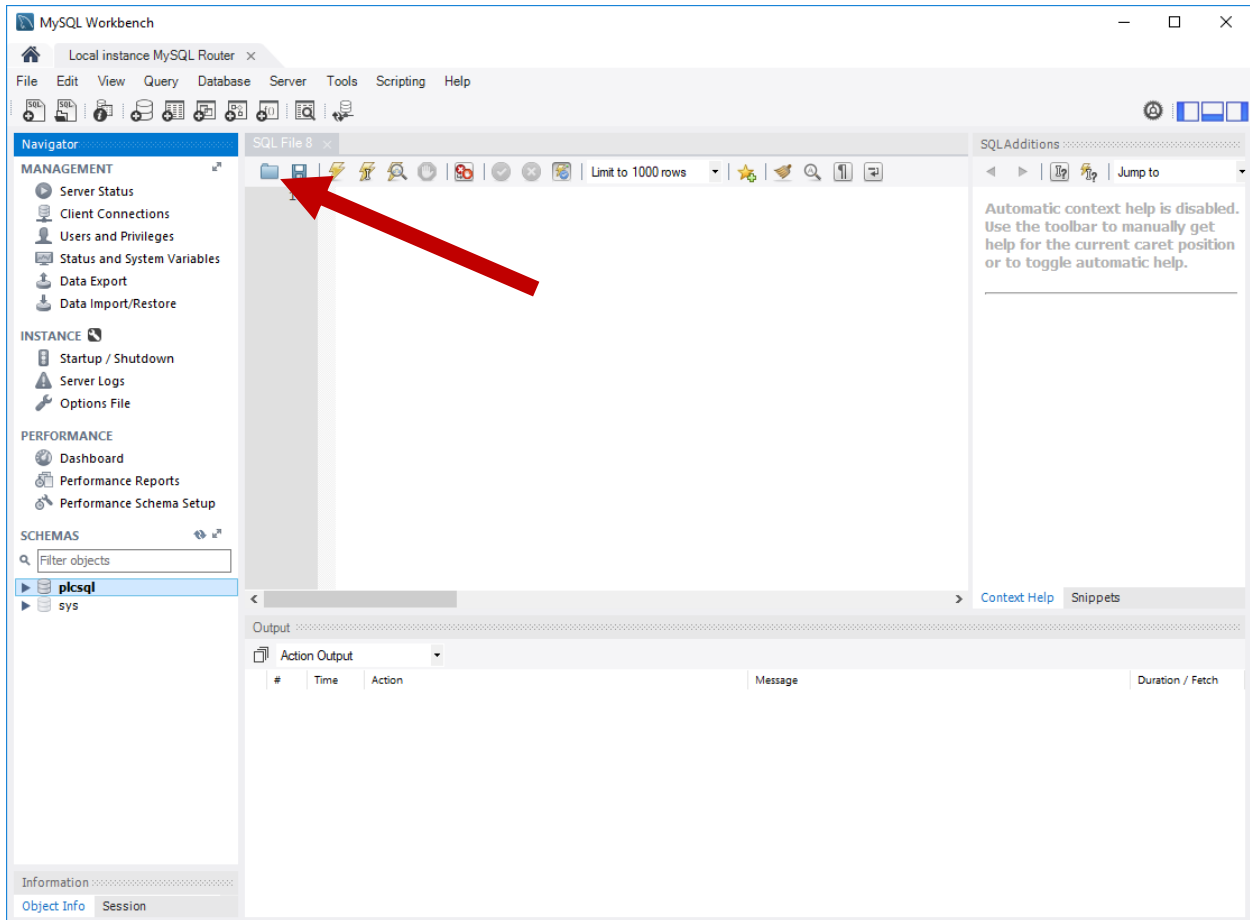 MySQL Workbench
Local instance MySQL Router
File Edit View Query Database Server Tools Scripting Help
SQL SQL
Navigator
MANAGEMENT
Server Status
Client Connections
Users and Privileges
Status and System Variables
Data Export
Data Import/Restore
INSTANCE
Startup / Shutdown
Server Logs
Options File
PERFORMANCE
Dashboard
Performance Reports
Performance Schema Setup
SCHEMAS
Filter objects
plcsql
sys
Information
Object Info Session
SQL File 8
Limit to 1000 rows
1
Output
Action Output
# Time Action Message Duration / Fetch
SQLAdditions
Jump to
Automatic context help is disabled.
Use the toolbar to manually get
help for the current caret position
or to toggle automatic help.
Context Help Snippets